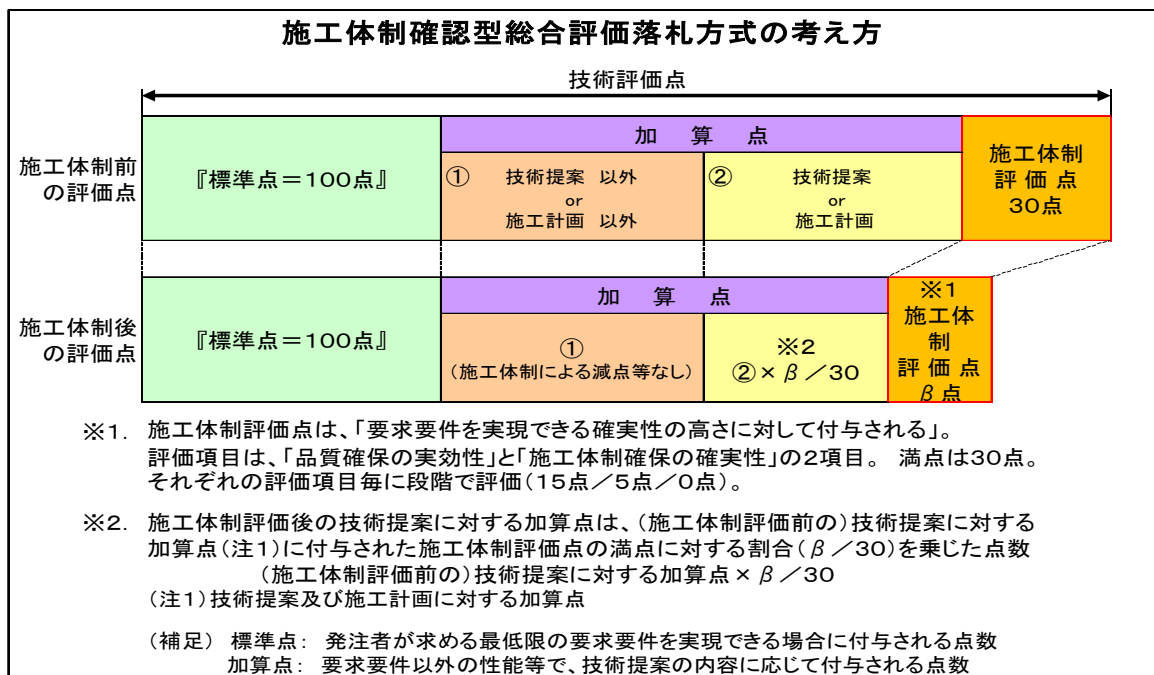 施工体制確認型総合評価落札方式の考え方
技術評価点
施工体制前
の評価点
『標準点＝100点』
加　算　点
①　技術提案 以外
or
施工計画 以外
②　技術提案
or
施工計画
施工体制
評 価 点
30点
施工体制後
の評価点
『標準点＝100点』
加　算　点
①
(施工体制による減点等なし)
※2
②×β／30
※1
施工体
制
評 価 点
β点
※1. 施工体制評価点は、「要求要件を実現できる確実性の高さに対して付与される」。
評価項目は、「品質確保の実効性」と「施工体制確保の確実性」の2項目。 満点は30点。
それぞれの評価項目毎に段階で評価(15点／5点／0点)。
※2. 施工体制評価後の技術提案に対する加算点は、(施工体制評価前の)技術提案に対する
加算点(注1)に付与された施工体制評価点の満点に対する割合(β／30)を乗じた点数
(施工体制評価前の)技術提案に対する加算点×β／30
(注1)技術提案及び施工計画に対する加算点
(補足) 標準点： 発注者が求める最低限の要求要件を実現できる場合に付与される点数
加算点： 要求要件以外の性能等で、技術提案の内容に応じて付与される点数